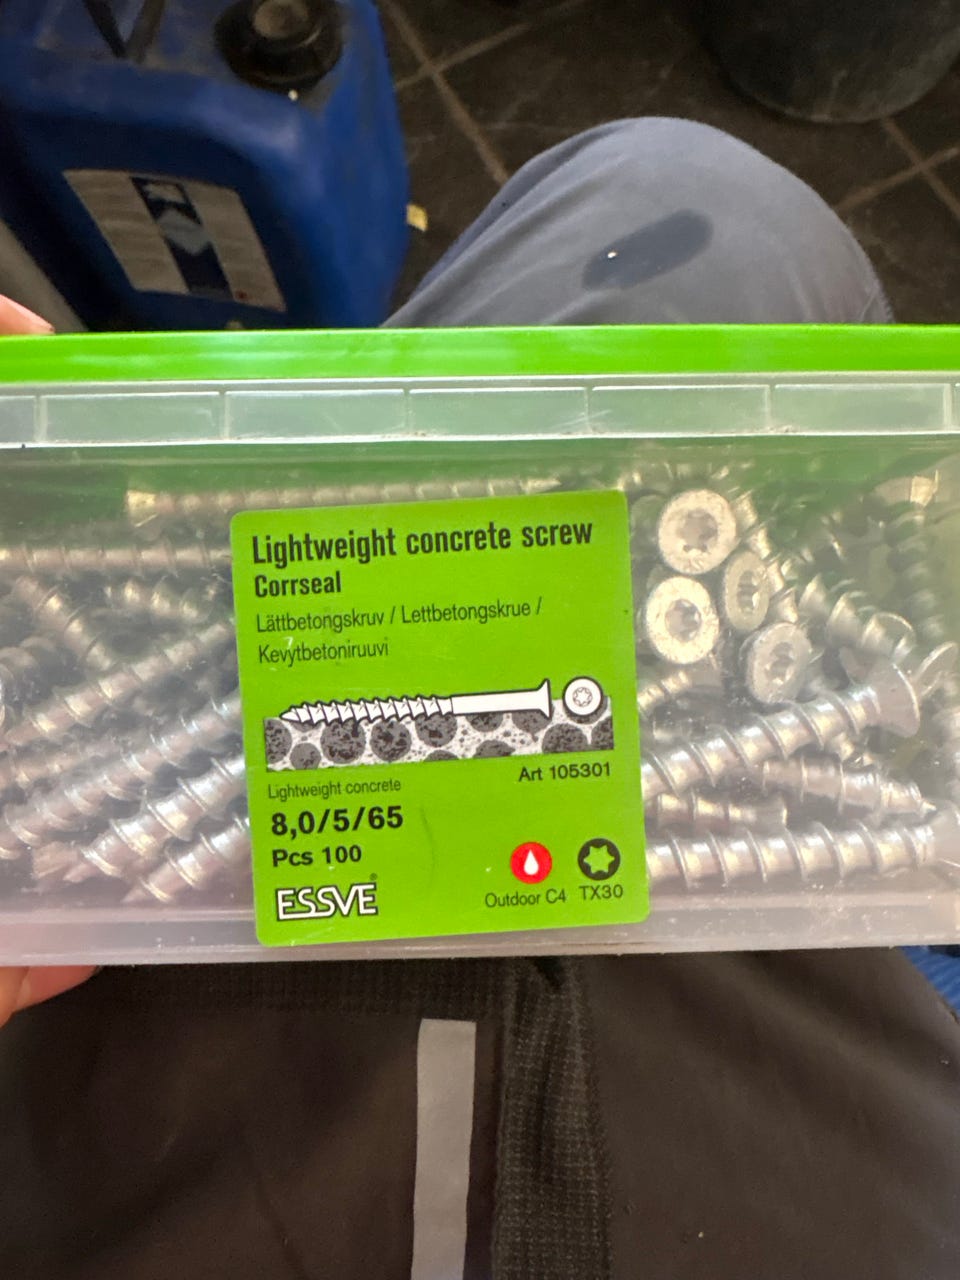 Lightweight concrete screw
Corrseal
Lättbetongskruv / Lettbetongskrue /
Kevytbetoniruuvi
Lightweight concrete
Art 105301
8,0/5/65
Pcs 100
ESSVE®
Outdoor C4
TX30